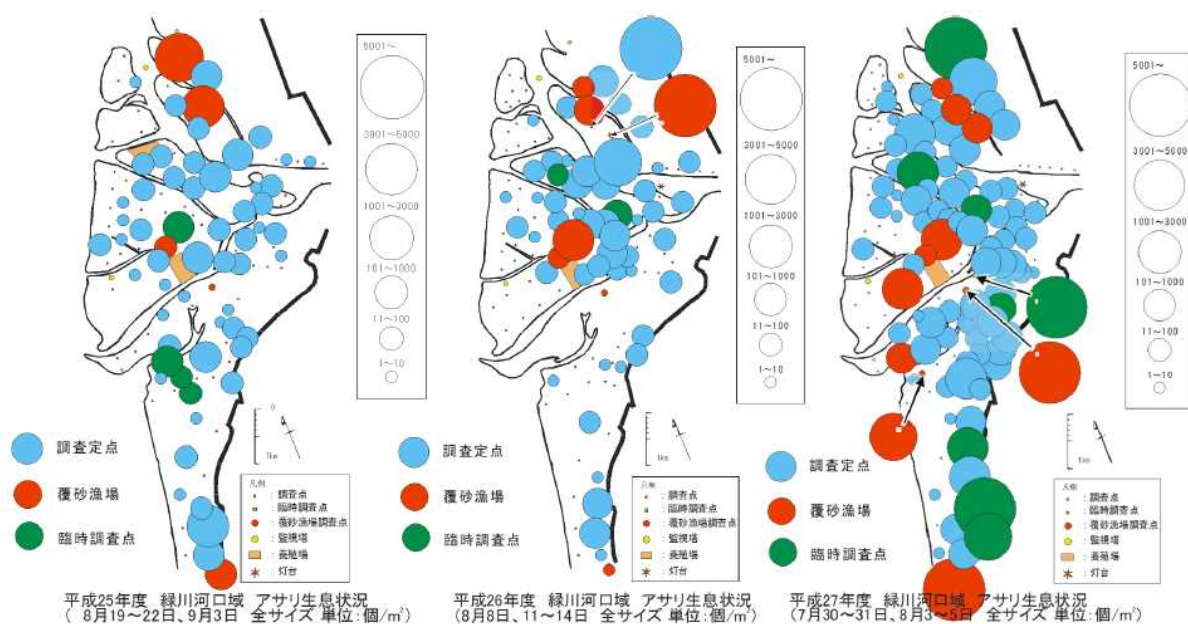 5001～
3001～5000
1001～3000
101～1000
11～100
1～10
0
1km
調査定点
覆砂漁場
臨時調査点
凡例
：調査点
：臨時調査点
：覆砂漁場調査点
：監視塔
：養殖場
：灯台
平成25年度 緑川河口域 アサリ生息状況
（ 8月19～22日、9月3日 全サイズ 単位：個/㎡）
5001～
3001～5000
1001～3000
101～1000
11～100
1～10
1km
調査定点
覆砂漁場
臨時調査点
凡例
：調査点
：臨時調査点
：覆砂漁場調査点
：監視塔
：養殖場
：灯台
平成26年度 緑川河口域 アサリ生息状況
（8月8日、11～14日 全サイズ 単位：個/㎡）
5001～
3001～5000
1001～3000
101～1000
11～100
1～10
1km
調査定点
覆砂漁場
臨時調査点
凡例
：調査点
：臨時調査点
：覆砂漁場調査点
：監視塔
：養殖場
：灯台
平成27年度 緑川河口域 アサリ生息状況
（7月30～31日、8月3～5日 全サイズ 単位：個/㎡）